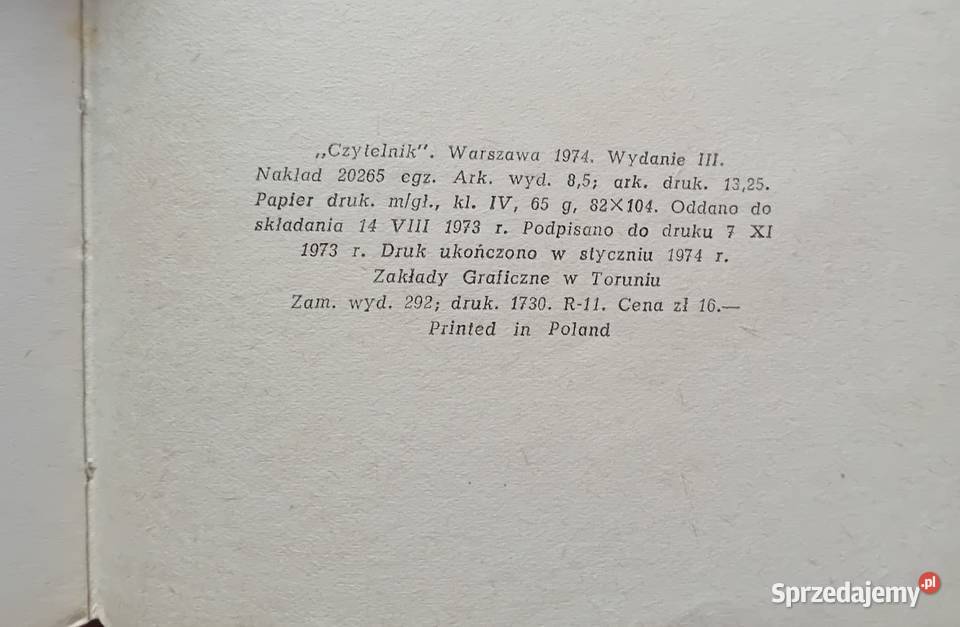 „Czytelnik". Warszawa 1974. Wydanie III.
Nakład 20265 egz. Ark. wyd. 8,5; ark. druk. 13,25.
Papier druk. m/gł., kl. IV, 65 g, 82×104. Oddano do
składania 14 VIII 1973 r. Podpisano do druku 7 XI
1973 r. Druk ukończono w styczniu 1974 r.
Zakłady Graficzne w Toruniu
Zam. wyd. 292; druk. 1730. R-11. Cena zł 16.—
Printed in Poland
Sprzedajemy.pl